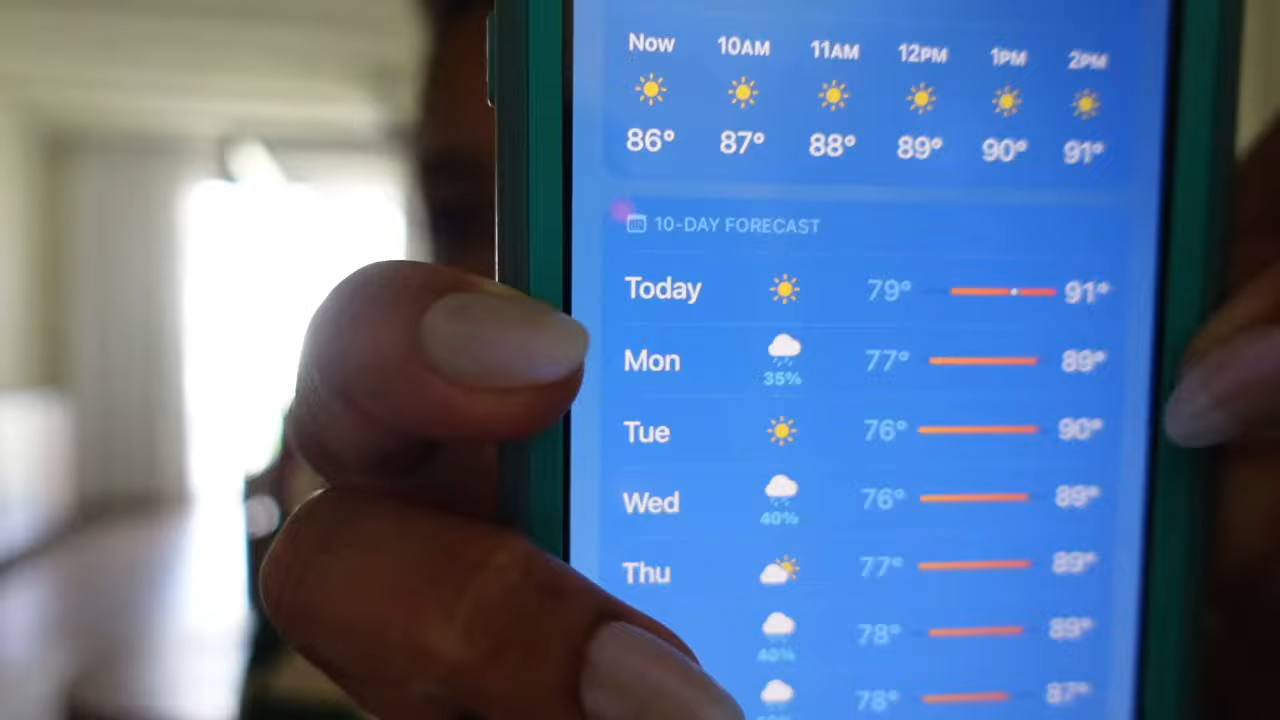 Now 10AM 11AM 12PM 1PM 2PM
86° 87° 88° 89° 90° 91°
10-DAY FORECAST
Today 79° 91°
Mon 35% 77° 89°
Tue 76° 90°
Wed 40% 76° 89°
Thu 77° 89°
40% 78° 89°
78° 87°